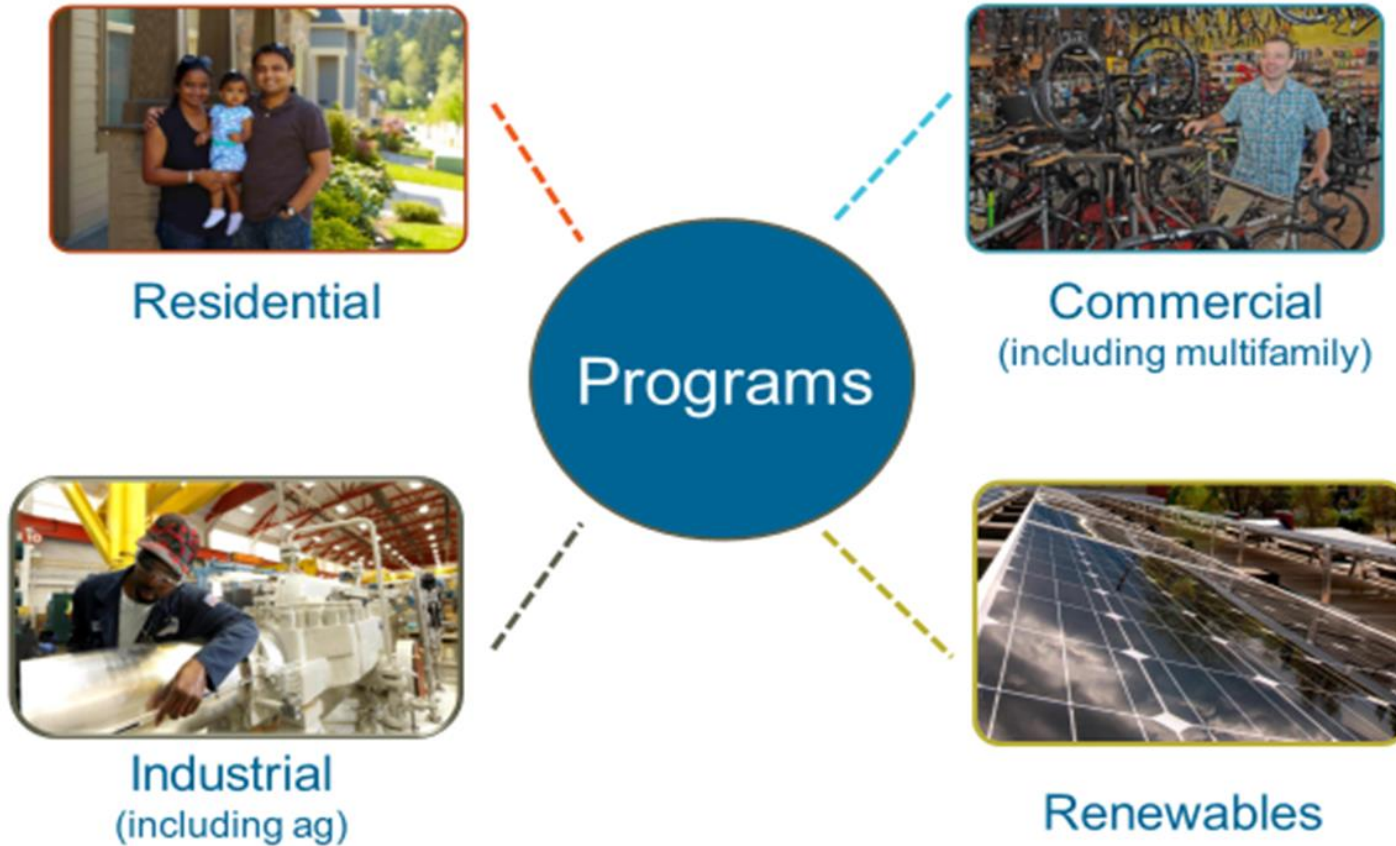 Residential
Commercial
(including multifamily)
Programs
Industrial
(including ag)
Renewables